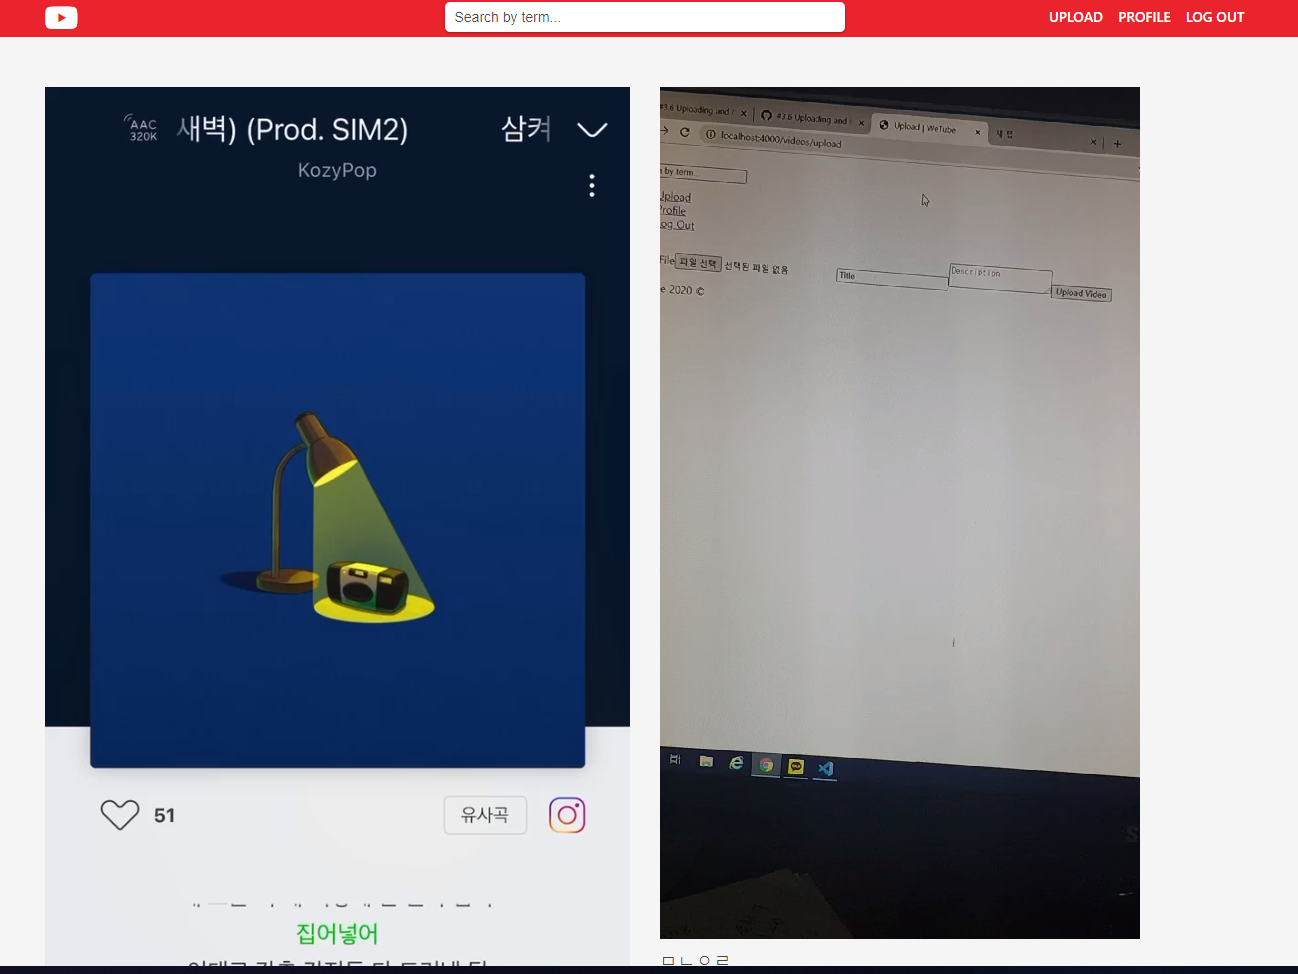 Search by term...
UPLOAD PROFILE LOG OUT
AAC
320K
새벽) (Prod. SIM2)
삼켜
KozyPop
51
유사곡
집어넣어
#3.6 Uploading and
#3.6 Uploading and
Upload | WeTube
새 탭
localhost:4000/videos/upload
by term
Upload
Profile
Log Out
File 파일 선택 선택된 파일 없음
Title
Description
Upload Video
e 2020 ©
ㅁㄴㅇㄹ